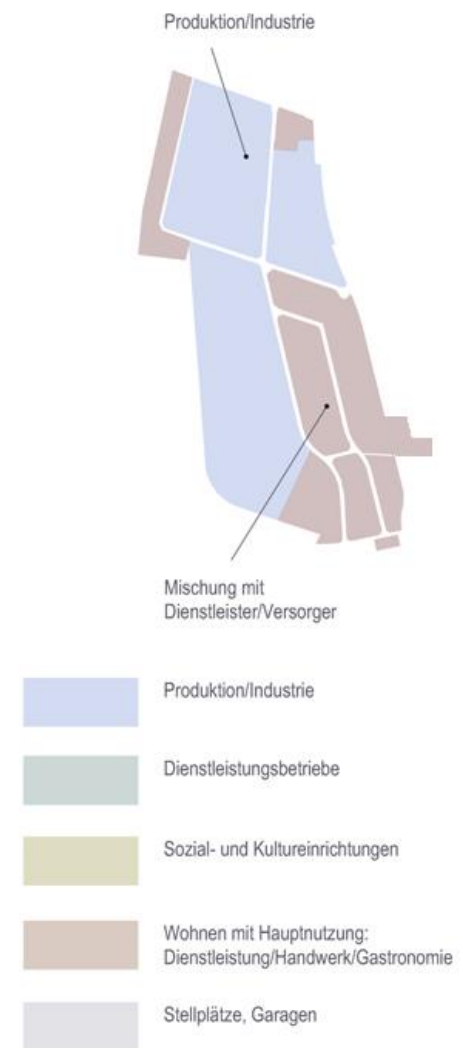 Produktion/Industrie
Mischung mit
Dienstleister/Versorger
Produktion/Industrie
Dienstleistungsbetriebe
Sozial- und Kultureinrichtungen
Wohnen mit Hauptnutzung:
Dienstleistung/Handwerk/Gastronomie
Stellplätze, Garagen